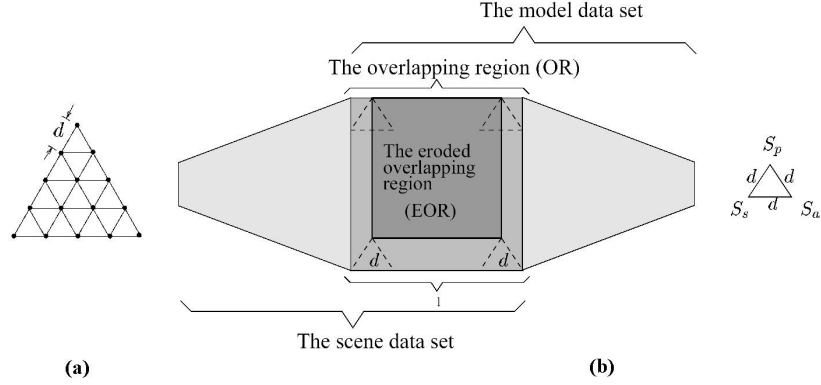 The model data set
The overlapping region (OR)
d
The eroded
overlapping
region
(EOR)
S_p
d d
S_s d S_a
d d
l
The scene data set
(a) (b)